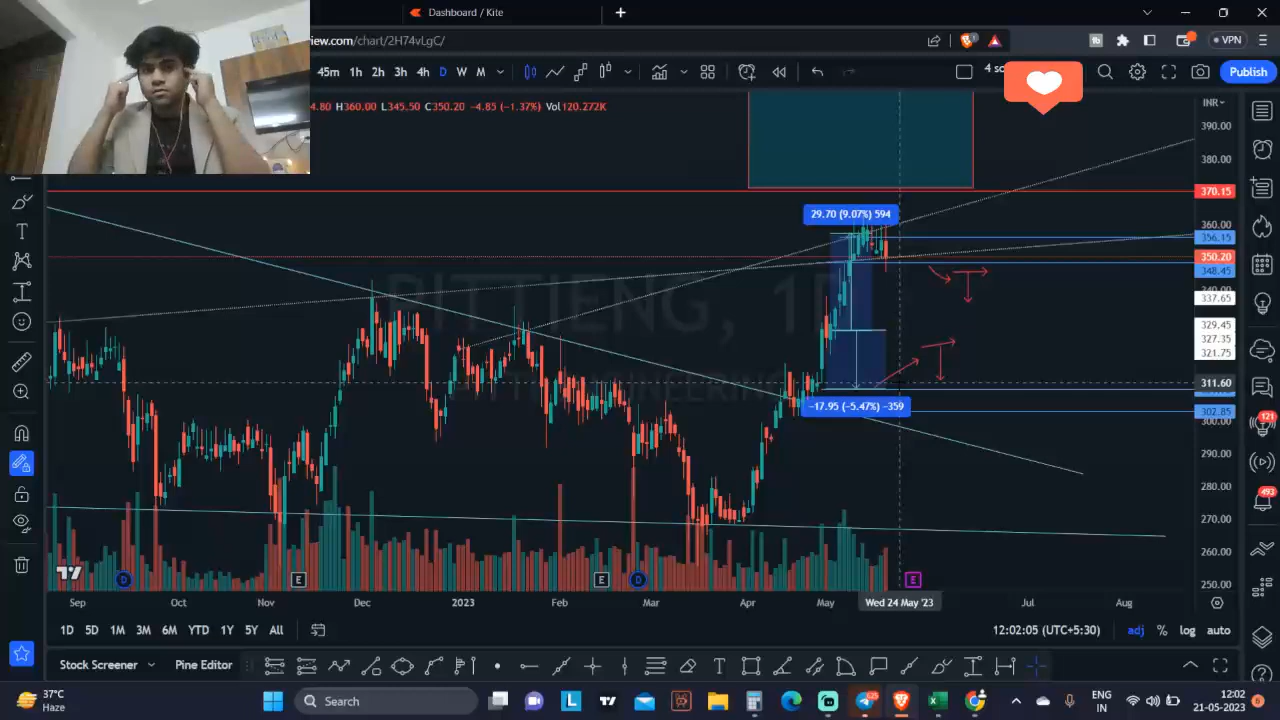 Dashboard / Kite
view.com/chart/2H74vLgC/
VPN
45m 1h 2h 3h 4h D W M
Publish
4.80 H360.00 L345.50 C350.20 −4.85 (−1.37%) Vol120.272K
INR
390.00
380.00
370.15
360.00
29.70 (9.07%) 594
356.15
350.20
348.45
340.00
337.65
329.45
327.35
321.75
311.60
302.85
−17.95 (−5.47%) −359
300.00
290.00
280.00
270.00
260.00
250.00
121
493
D E E D E
Sep Oct Nov Dec 2023 Feb Mar Apr May Wed 24 May '23 Jul Aug
1D 5D 1M 3M 6M YTD 1Y 5Y All
12:02:05 (UTC+5:30) adj % log auto
Stock Screener Pine Editor
37°C
Haze
Search
ENG
IN
12:02
21-05-2023